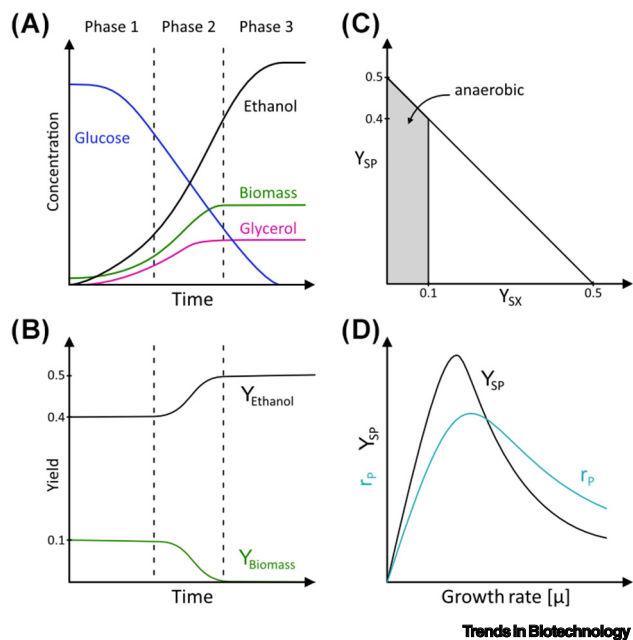 (A)
Phase 1 Phase 2 Phase 3
Concentration
Glucose
Ethanol
Biomass
Glycerol
Time
(B)
0.5
0.4
0.1
Yield
Y_Ethanol
Y_Biomass
Time
(C)
0.5
0.4
anaerobic
Y_SP
0.1
Y_SX
0.5
(D)
Y_SP
r_P
Y_SP
r_P
Growth rate [μ]
Trends in Biotechnology